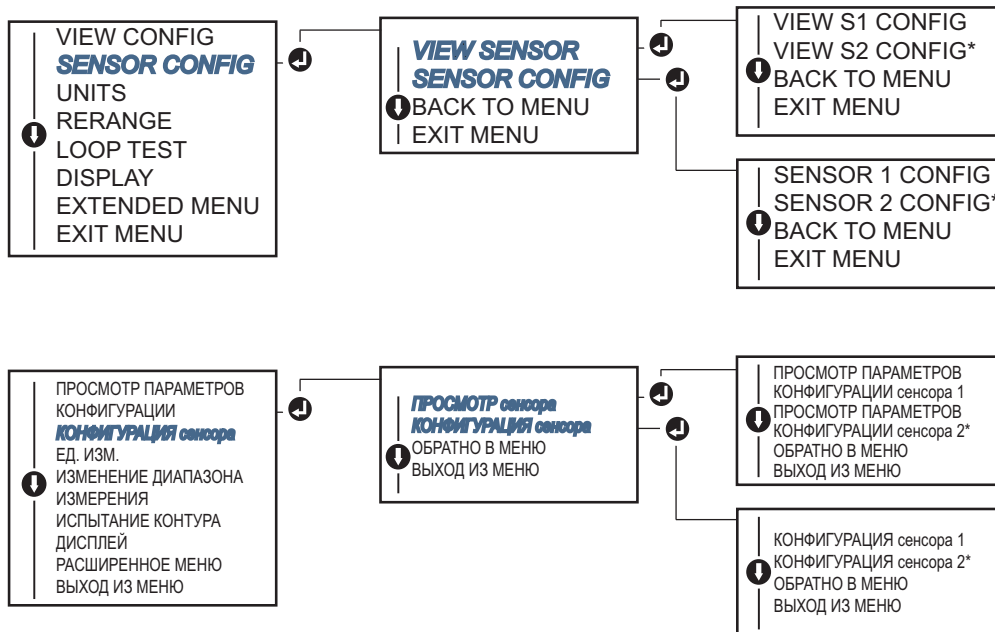 VIEW CONFIG
SENSOR CONFIG
UNITS
RERANGE
LOOP TEST
DISPLAY
EXTENDED MENU
EXIT MENU
VIEW SENSOR
SENSOR CONFIG
BACK TO MENU
EXIT MENU
VIEW S1 CONFIG
VIEW S2 CONFIG*
BACK TO MENU
EXIT MENU
SENSOR 1 CONFIG
SENSOR 2 CONFIG*
BACK TO MENU
EXIT MENU
ПРОСМОТР ПАРАМЕТРОВ
КОНФИГУРАЦИИ
КОНФИГУРАЦИЯ сенсора
ЕД. ИЗМ.
ИЗМЕНЕНИЕ ДИАПАЗОНА
ИЗМЕРЕНИЯ
ИСПЫТАНИЕ КОНТУРА
ДИСПЛЕЙ
РАСШИРЕННОЕ МЕНЮ
ВЫХОД ИЗ МЕНЮ
ПРОСМОТР сенсора
КОНФИГУРАЦИЯ сенсора
ОБРАТНО В МЕНЮ
ВЫХОД ИЗ МЕНЮ
ПРОСМОТР ПАРАМЕТРОВ
КОНФИГУРАЦИИ сенсора 1
ПРОСМОТР ПАРАМЕТРОВ
КОНФИГУРАЦИИ сенсора 2*
ОБРАТНО В МЕНЮ
ВЫХОД ИЗ МЕНЮ
КОНФИГУРАЦИЯ сенсора 1
КОНФИГУРАЦИЯ сенсора 2*
ОБРАТНО В МЕНЮ
ВЫХОД ИЗ МЕНЮ